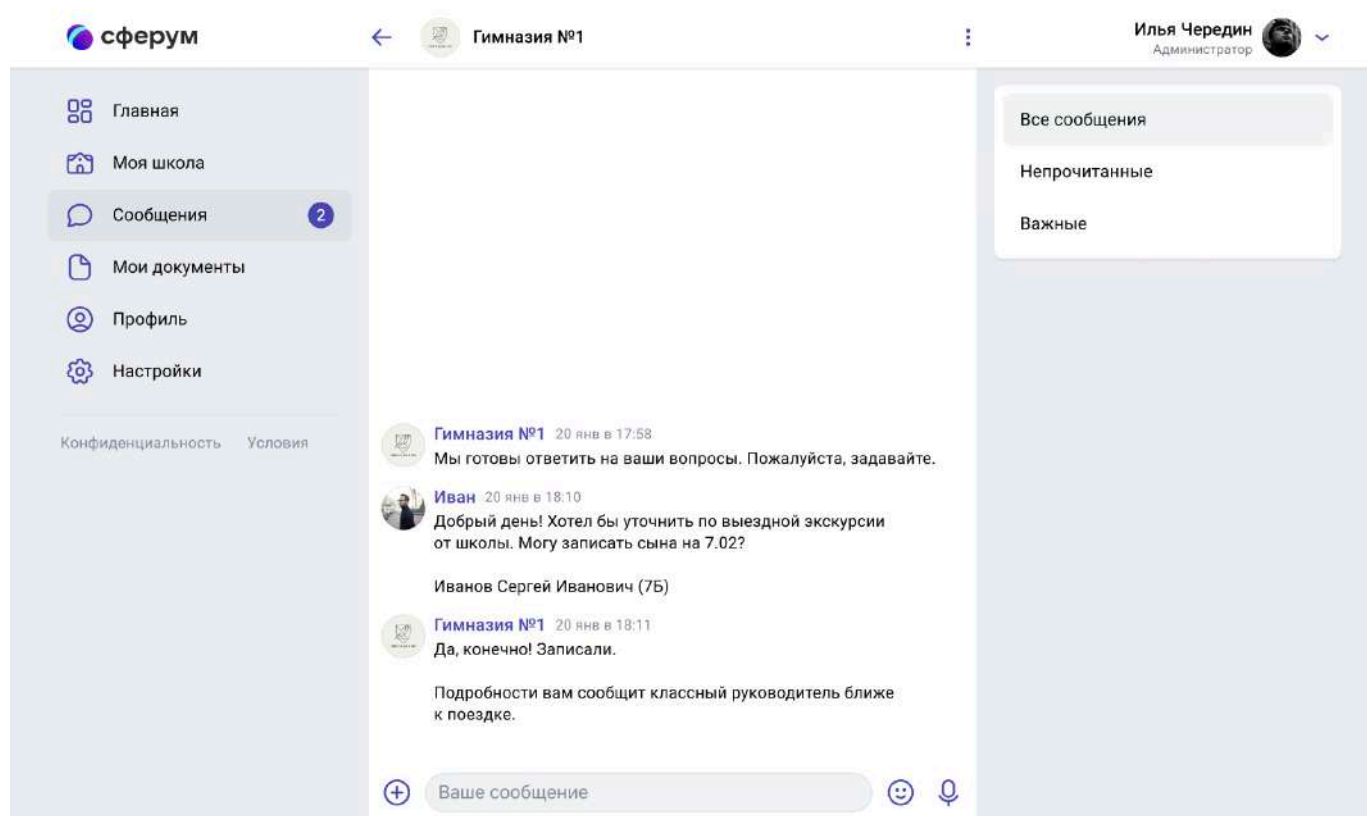 сферум
Гимназия №1
Илья Чередин
Администратор
Главная
Моя школа
Сообщения 2
Мои документы
Профиль
Настройки
Конфиденциальность Условия
Гимназия №1 20 янв в 17:58
Мы готовы ответить на ваши вопросы. Пожалуйста, задавайте.
Иван 20 янв в 18:10
Добрый день! Хотел бы уточнить по выездной экскурсии
от школы. Могу записать сына на 7.02?
Иванов Сергей Иванович (7Б)
Гимназия №1 20 янв в 18:11
Да, конечно! Записали.
Подробности вам сообщит классный руководитель ближе
к поездке.
Ваше сообщение
Все сообщения
Непрочитанные
Важные